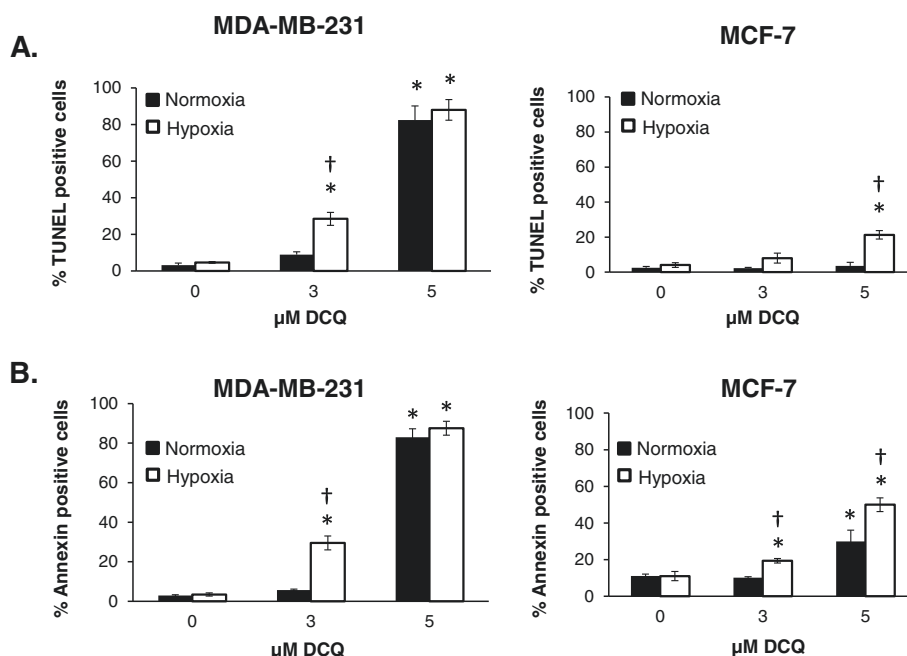 A.
MDA-MB-231
% TUNEL positive cells
100
80
60
40
20
0
Normoxia
Hypoxia
†
*
*
*
0 3 5
µM DCQ
MCF-7
% TUNEL positive cells
100
80
60
40
20
0
Normoxia
Hypoxia
†
*
0 3 5
µM DCQ
B.
MDA-MB-231
% Annexin positive cells
100
80
60
40
20
0
Normoxia
Hypoxia
†
*
*
*
0 3 5
µM DCQ
MCF-7
% Annexin positive cells
100
80
60
40
20
0
Normoxia
Hypoxia
†
*
*
†
*
0 3 5
µM DCQ